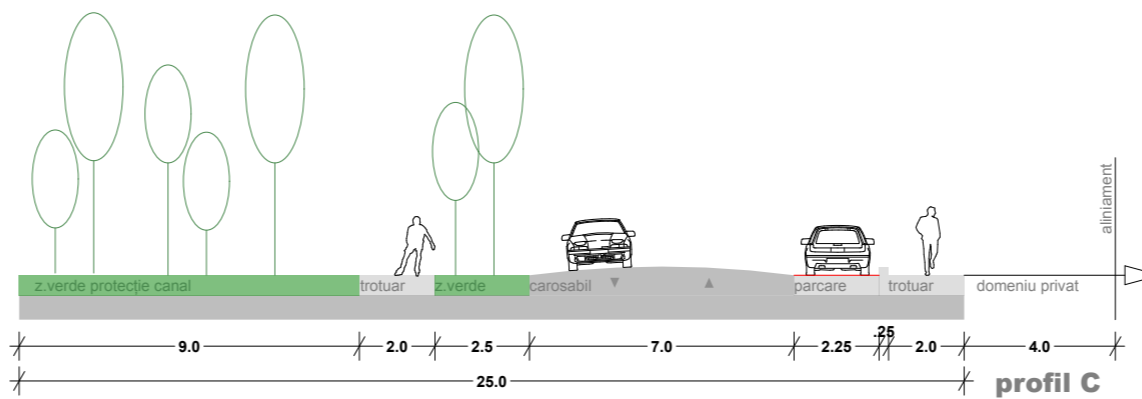 aliniament
z.verde protecție canal trotuar z.verde carosabil parcare trotuar domeniu privat
9.0 2.0 2.5 7.0 2.25 .25 2.0 4.0
25.0
profil C